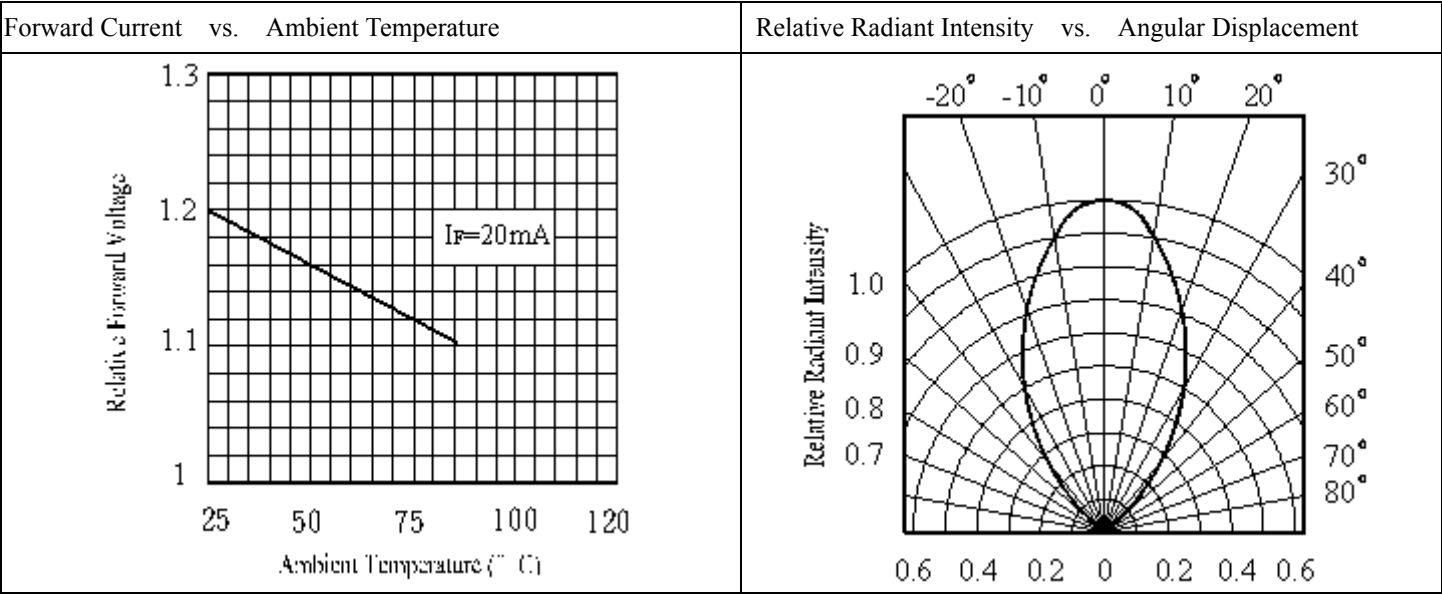 Forward Current vs. Ambient Temperature
Relative Radiant Intensity vs. Angular Displacement
1.3
1.2
1.1
1
Relative Forward Voltage
IF=20mA
25 50 75 100 120
Ambient Temperature (° C)
-20° -10° 0° 10° 20°
30°
40°
50°
60°
70°
80°
Relative Radiant Intensity
1.0
0.9
0.8
0.7
0.6 0.4 0.2 0 0.2 0.4 0.6